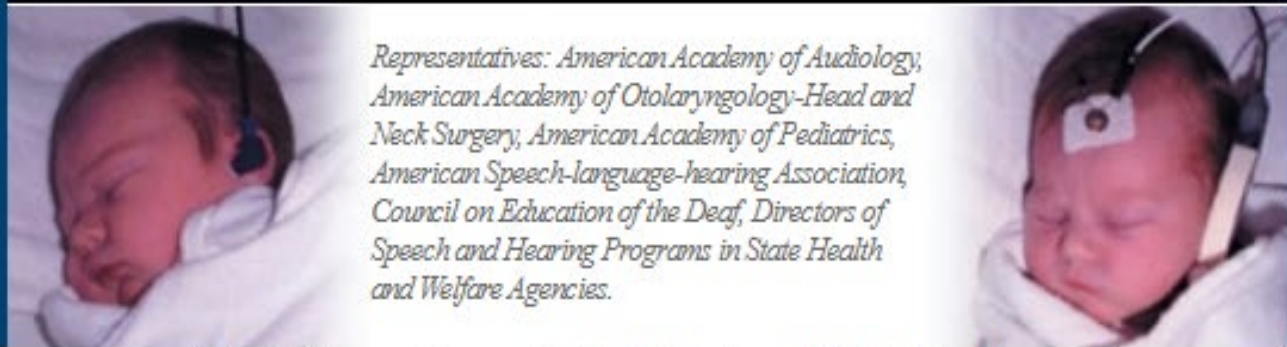 Representatives: American Academy of Audiology,
American Academy of Otolaryngology-Head and
Neck Surgery, American Academy of Pediatrics,
American Speech-language-hearing Association,
Council on Education of the Deaf, Directors of
Speech and Hearing Programs in State Health
and Welfare Agencies.